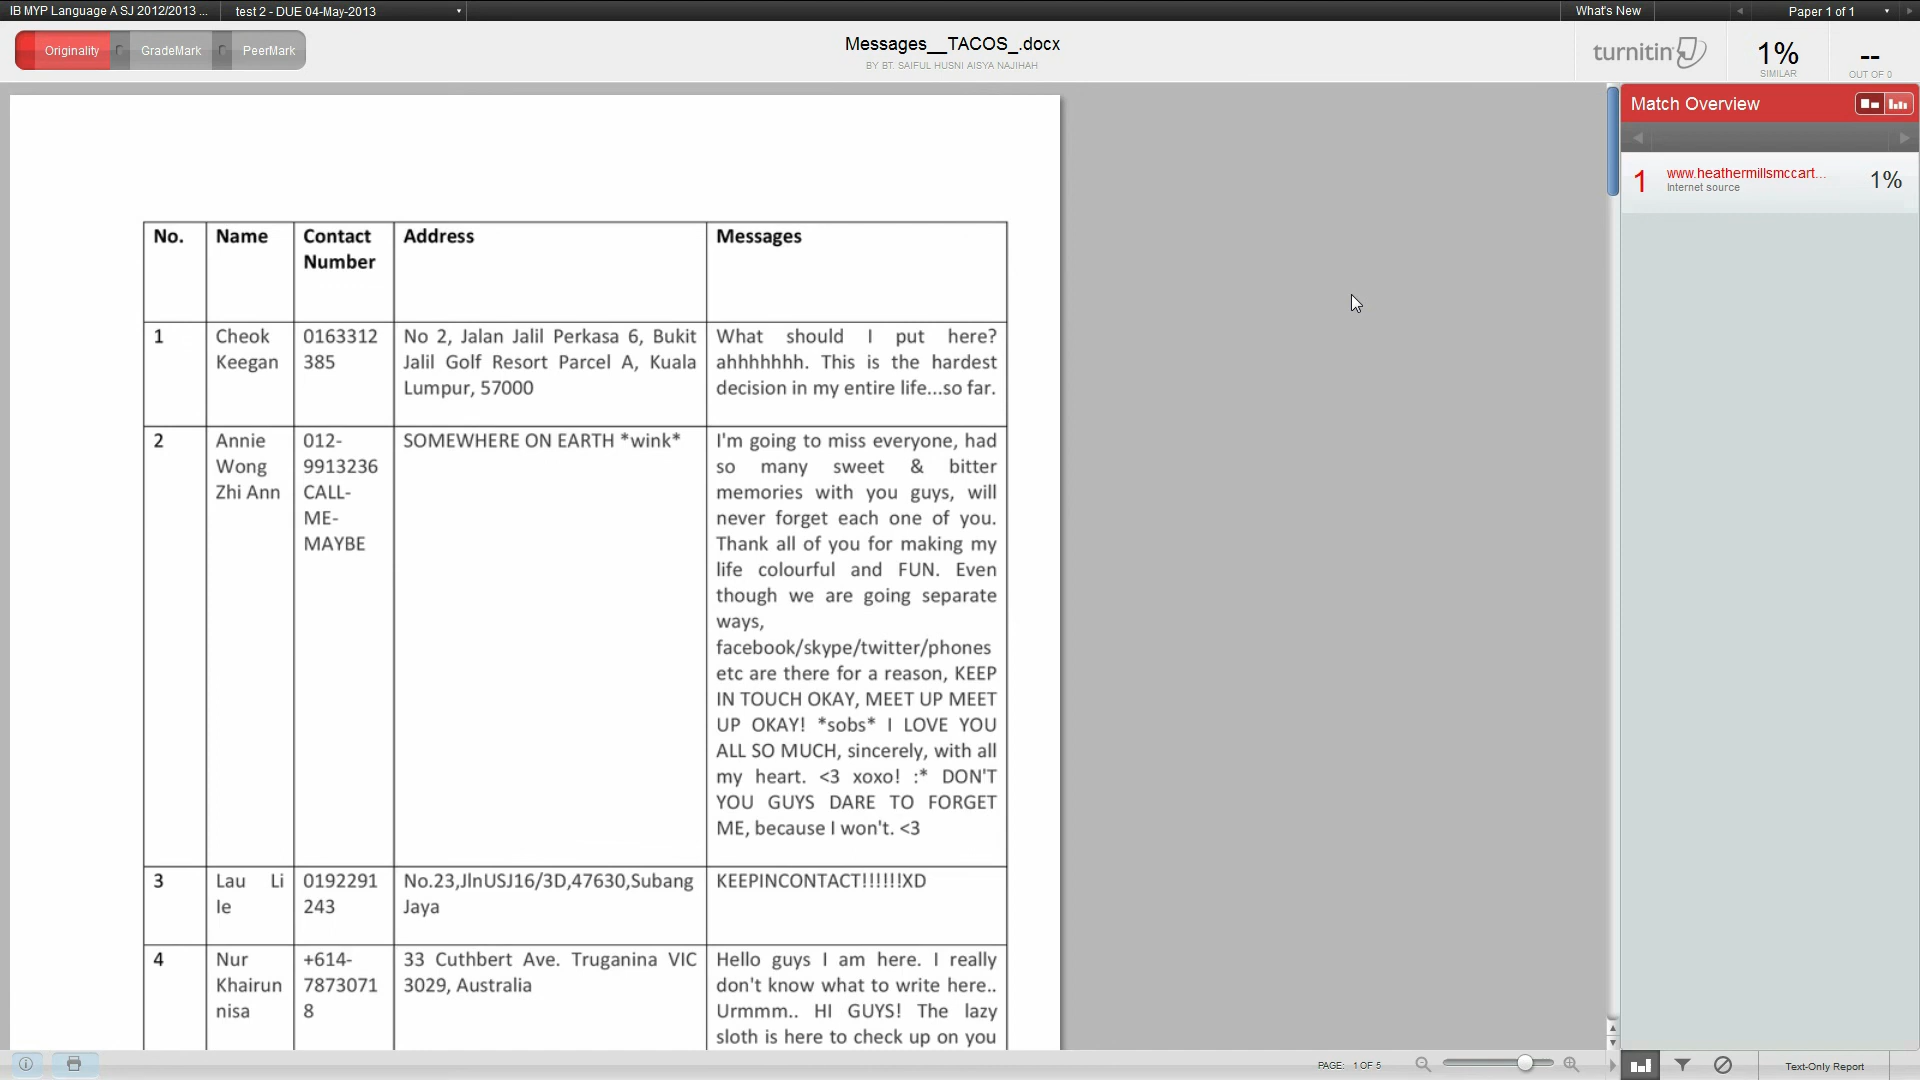 IB MYP Language A SJ 2012/2013 ...
test 2 - DUE 04-May-2013
What's New
Paper 1 of 1
Originality
GradeMark
PeerMark
Messages__TACOS_.docx
BY BT. SAIFUL HUSNI AISYA NAJIHAH
turnitin
1%
SIMILAR
--
OUT OF 0
Match Overview
1
www.heathermillsmccart...
Internet source
1%
No.
Name
Contact
Number
Address
Messages
1
Cheok
Keegan
0163312
385
No 2, Jalan Jalil Perkasa 6, Bukit
Jalil Golf Resort Parcel A, Kuala
Lumpur, 57000
What should I put here?
ahhhhhhh. This is the hardest
decision in my entire life...so far.
2
Annie
Wong
Zhi Ann
012-
9913236
CALL-
ME-
MAYBE
SOMEWHERE ON EARTH *wink*
I'm going to miss everyone, had
so many sweet & bitter
memories with you guys, will
never forget each one of you.
Thank all of you for making my
life colourful and FUN. Even
though we are going separate
ways,
facebook/skype/twitter/phones
etc are there for a reason, KEEP
IN TOUCH OKAY, MEET UP MEET
UP OKAY! *sobs* I LOVE YOU
ALL SO MUCH, sincerely, with all
my heart. <3 xoxo! :* DON'T
YOU GUYS DARE TO FORGET
ME, because I won't. <3
3
Lau Li
le
0192291
243
No.23,JlnUSJ16/3D,47630,Subang
Jaya
KEEPINCONTACT!!!!!!XD
4
Nur
Khairun
nisa
+614-
7873071
8
33 Cuthbert Ave. Truganina VIC
3029, Australia
Hello guys I am here. I really
don't know what to write here..
Urmmm.. HI GUYS! The lazy
sloth is here to check up on you
PAGE: 1 OF 5
Text-Only Report